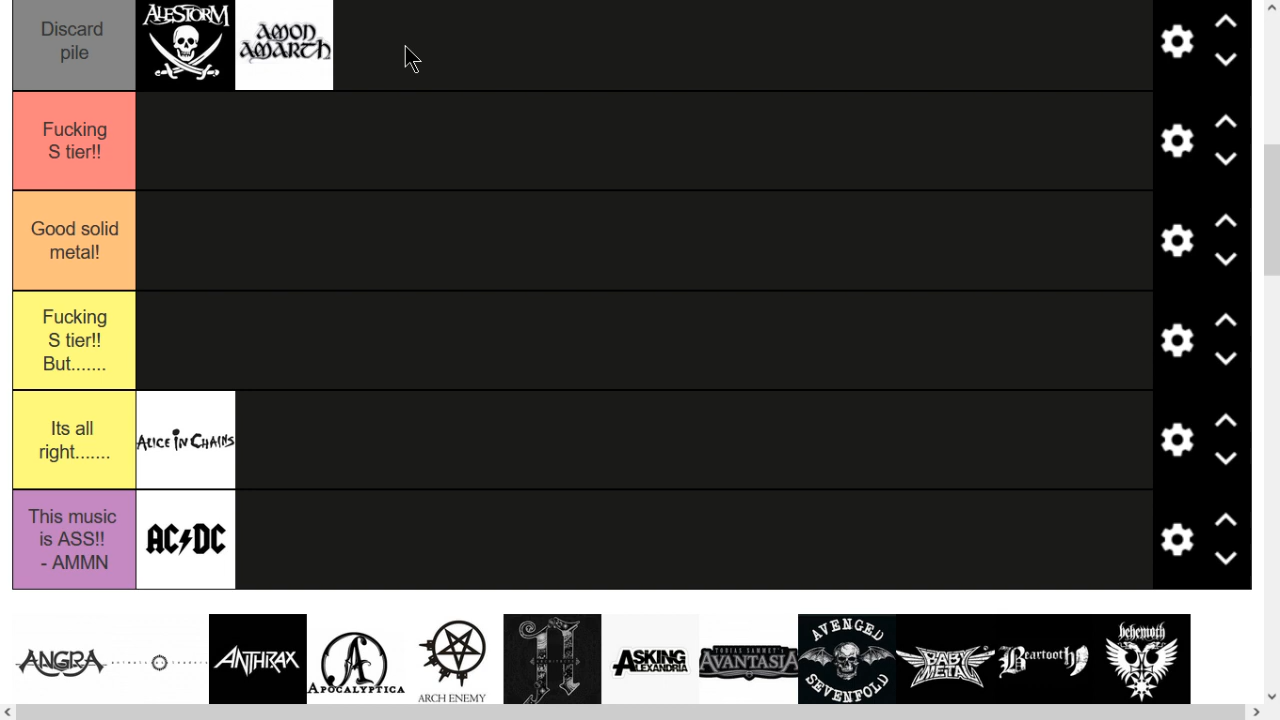 Discard
pile
ALESTORM
AMON
AMARTH
Fucking
S tier!!
Good solid
metal!
Fucking
S tier!!
But.......
Its all
right.......
ALICE IN CHAINS
This music
is ASS!!
- AMMN
AC DC
ANGRA
ANTHRAX
APOCALYPTICA
ARCH ENEMY
ASKING
ALEXANDRIA
TOBIAS SAMMET'S
AVANTASIA
AVENGED
SEVENFOLD
BABY
METAL
Beartooth
behemoth